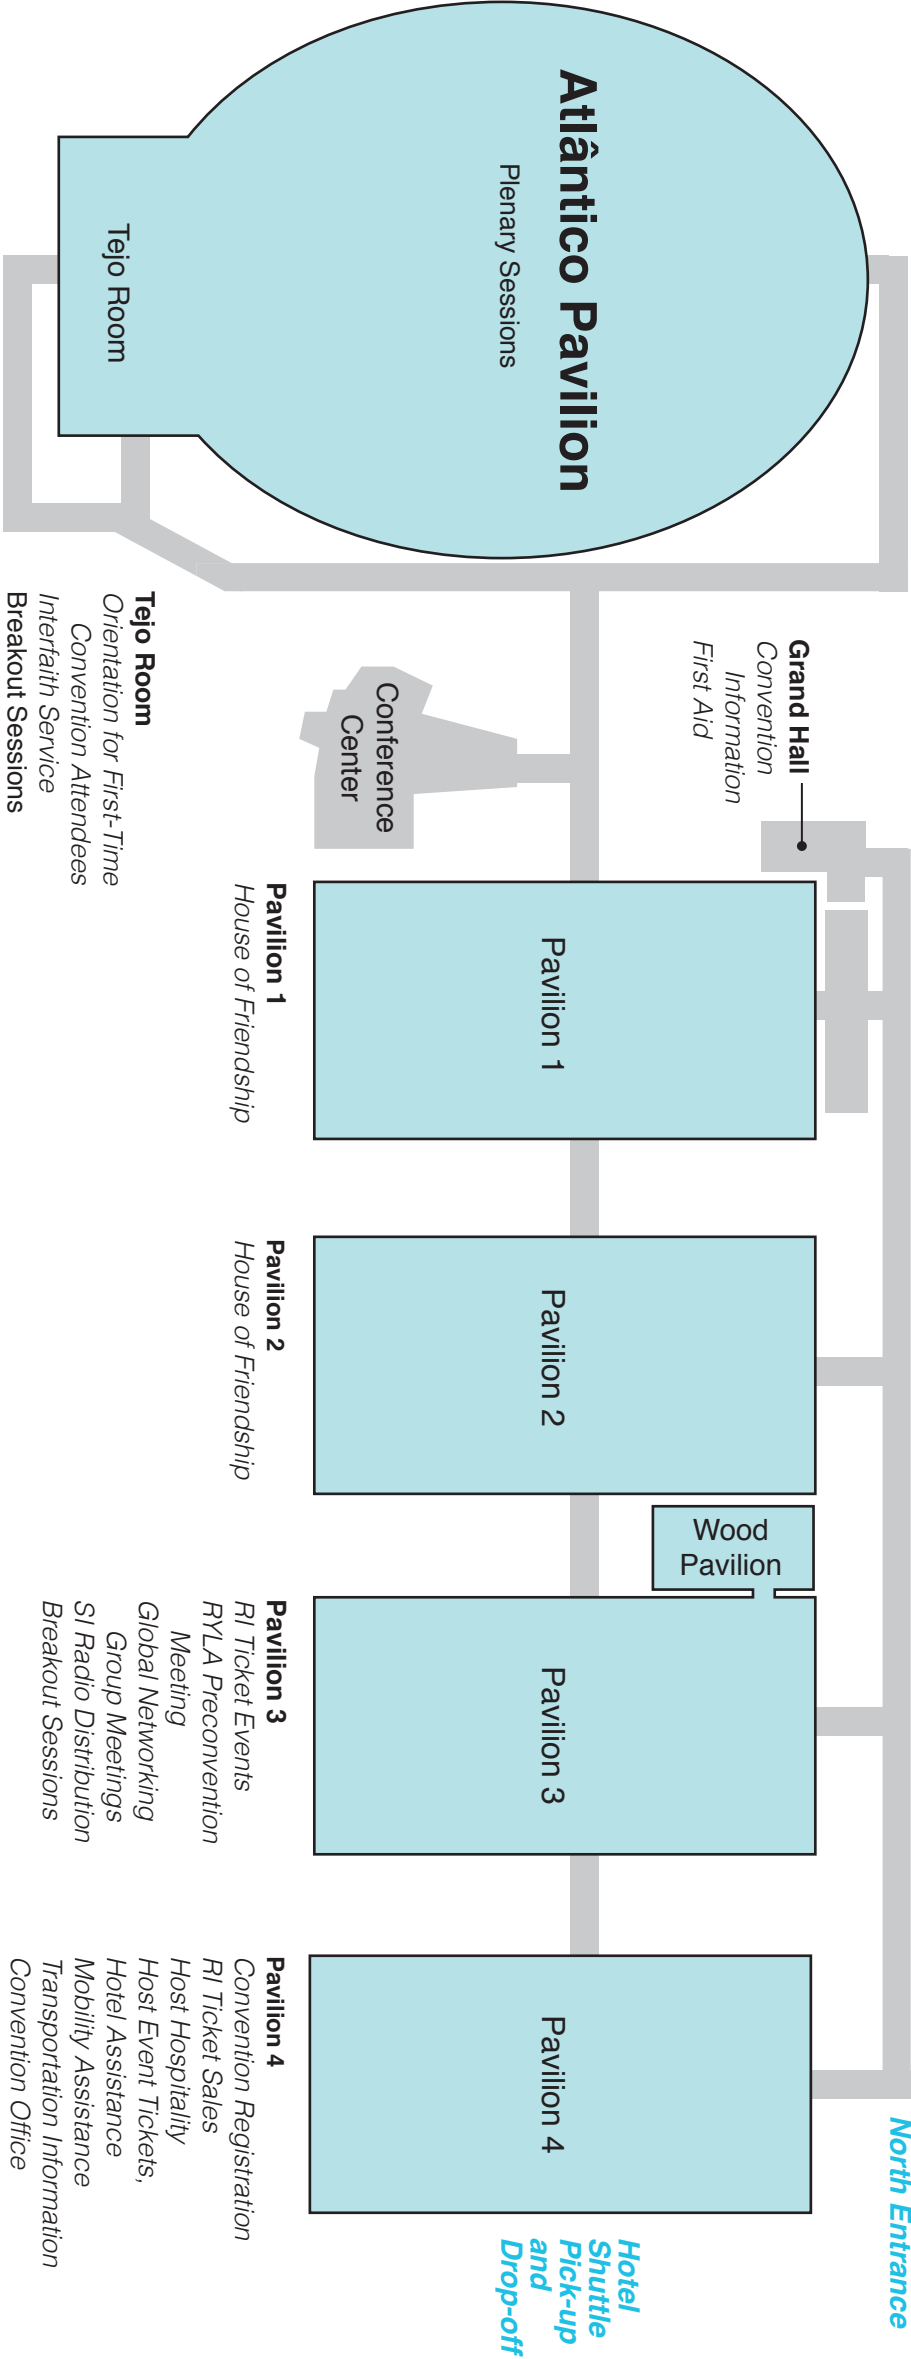 Atlântico Pavilion
Plenary Sessions
Tejo Room
Tejo Room
Orientation for First-Time
Convention Attendees
Interfaith Service
Breakout Sessions
Grand Hall
Convention
Information
First Aid
Conference
Center
Pavilion 1
Pavilion 1
House of Friendship
Pavilion 2
Pavilion 2
House of Friendship
Wood
Pavilion
Pavilion 3
Pavilion 3
RI Ticket Events
RYLA Preconvention
Meeting
Global Networking
Group Meetings
SI Radio Distribution
Breakout Sessions
Pavilion 4
Pavilion 4
Convention Registration
RI Ticket Sales
Host Hospitality
Host Event Tickets,
Hotel Assistance
Mobility Assistance
Transportation Information
Convention Office
North Entrance
Hotel
Shuttle
Pick-up
and
Drop-off